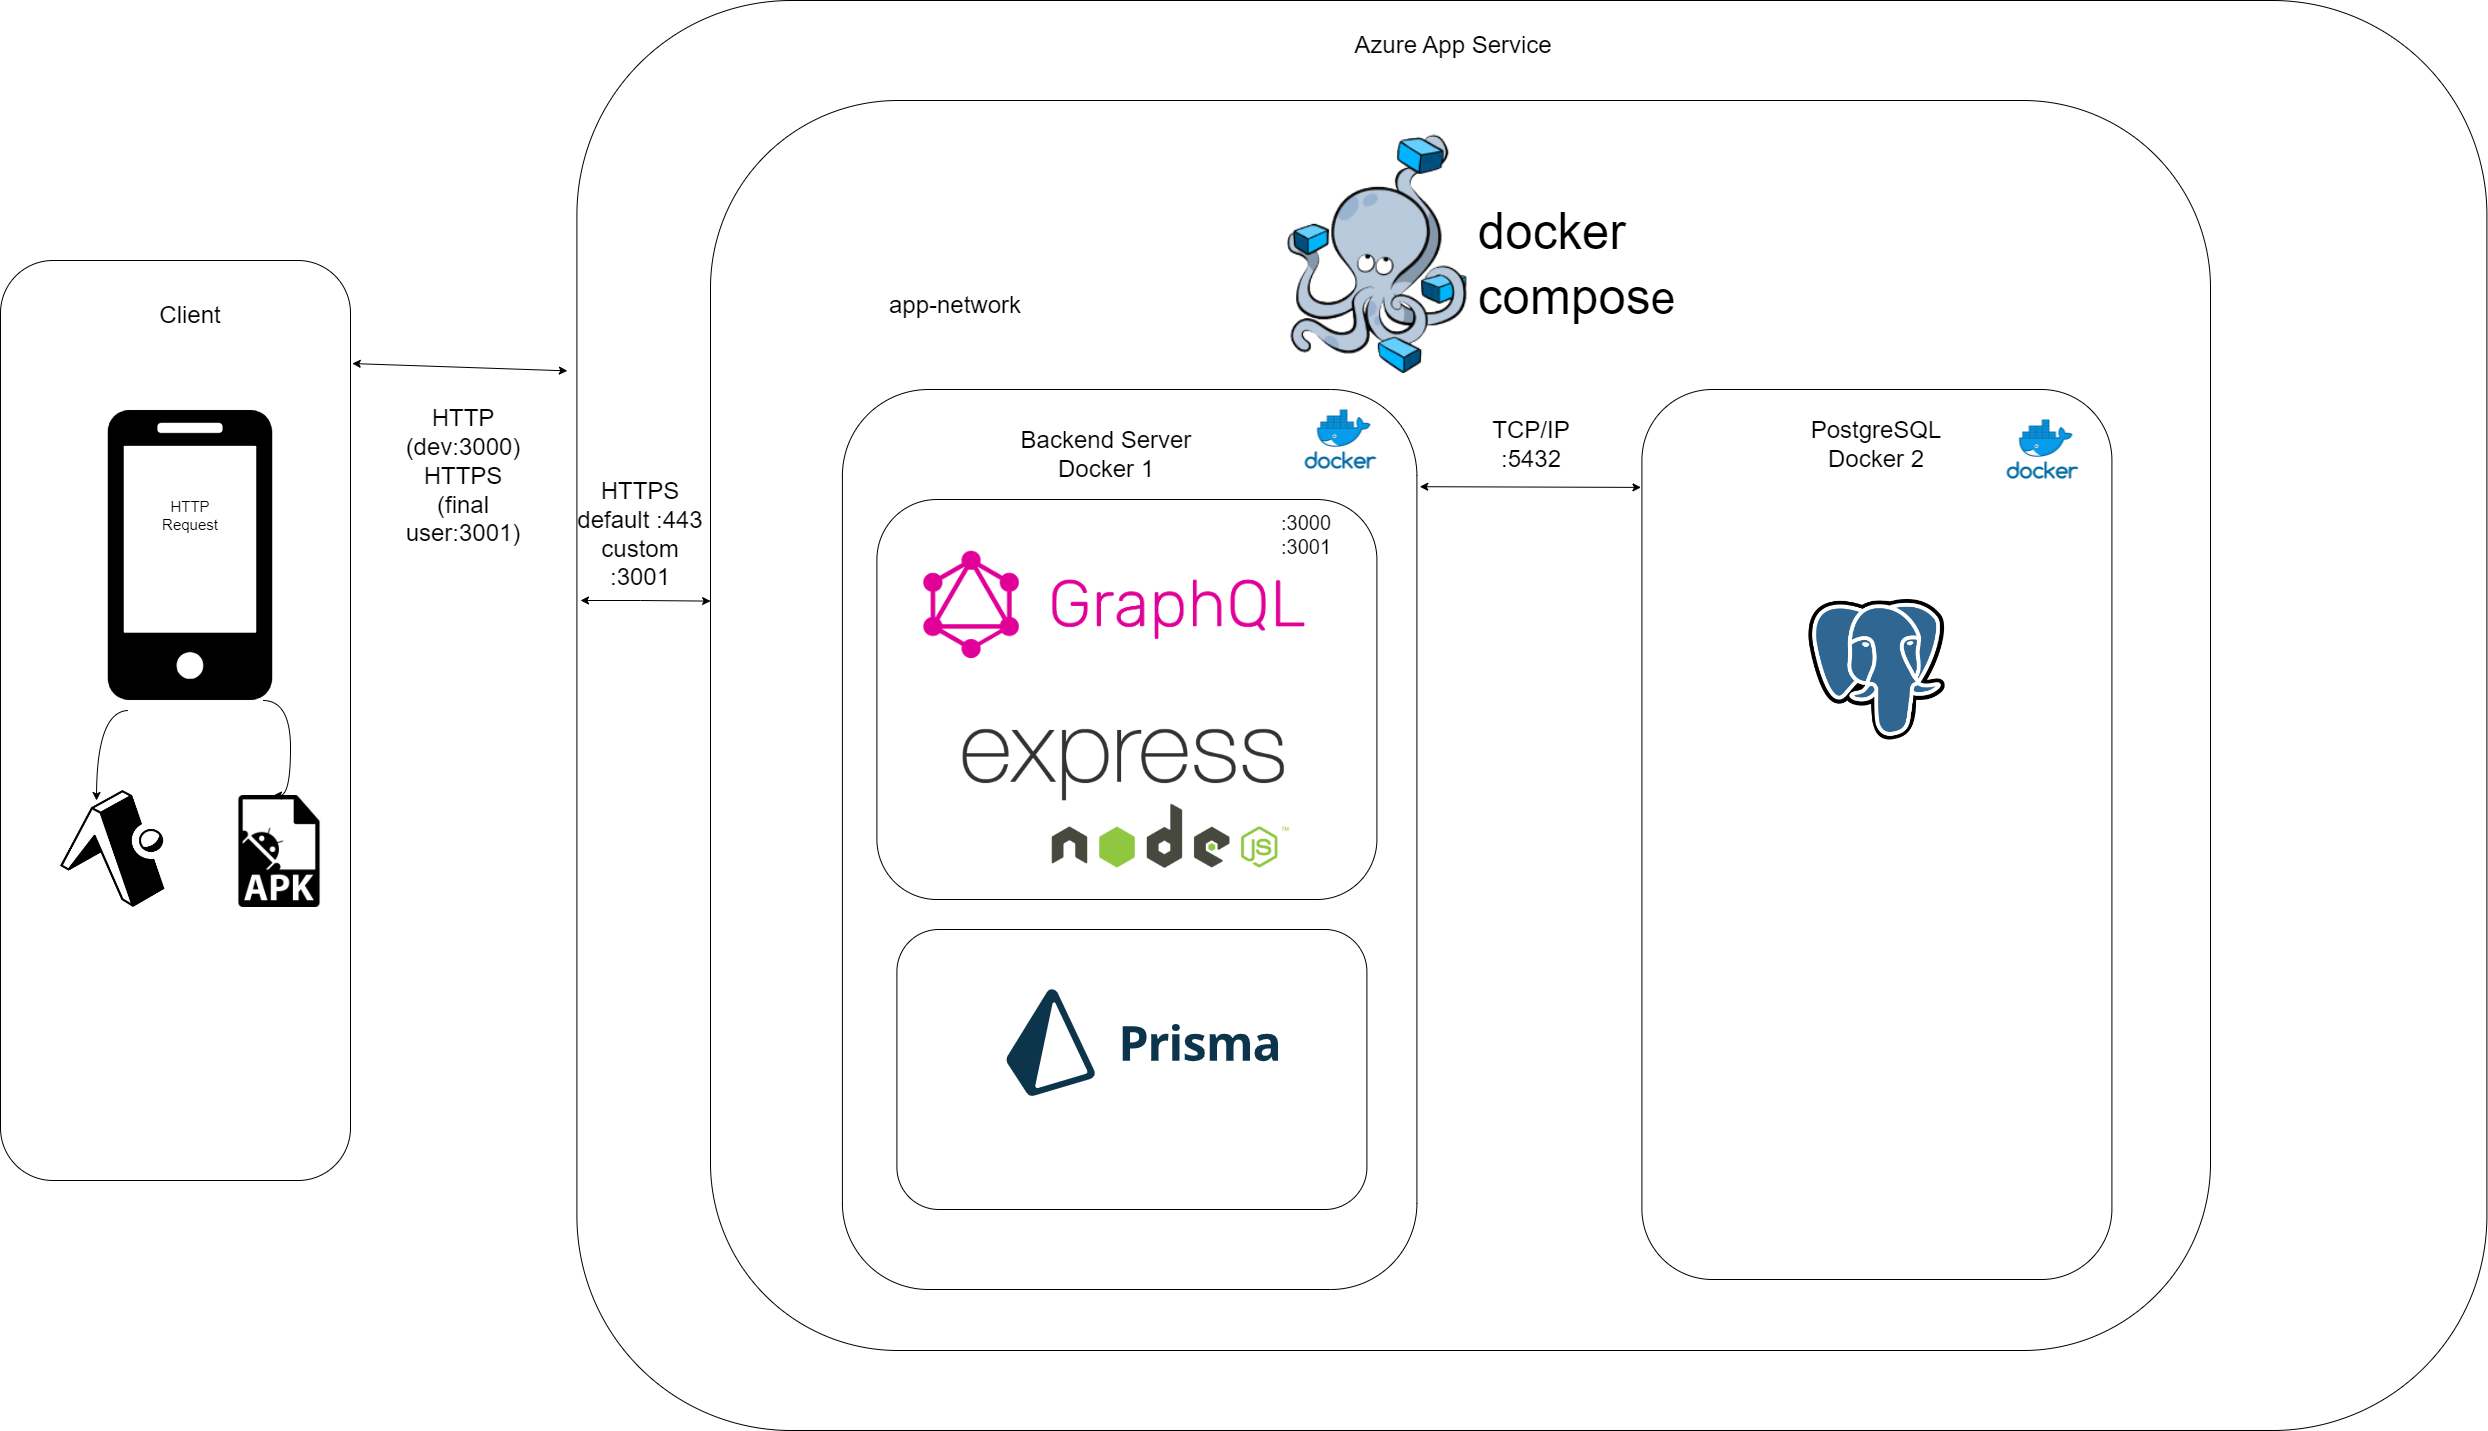 Azure App Service
docker
compose
app-network
Client
HTTP
(dev:3000)
HTTPS
(final
user:3001)
HTTP
Request
APK
HTTPS
default :443
custom
:3001
Backend Server
Docker 1
docker
:3000
:3001
GraphQL
express
node JS TM
Prisma
TCP/IP
:5432
PostgreSQL
Docker 2
docker